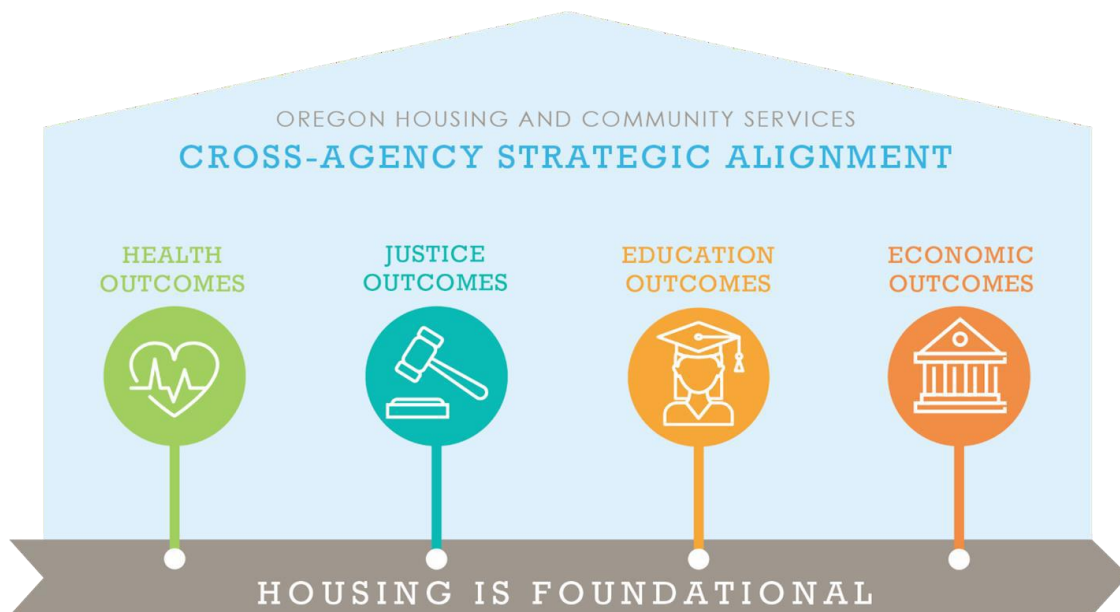 OREGON HOUSING AND COMMUNITY SERVICES
CROSS-AGENCY STRATEGIC ALIGNMENT
HEALTH
OUTCOMES
JUSTICE
OUTCOMES
EDUCATION
OUTCOMES
ECONOMIC
OUTCOMES
HOUSING IS FOUNDATIONAL